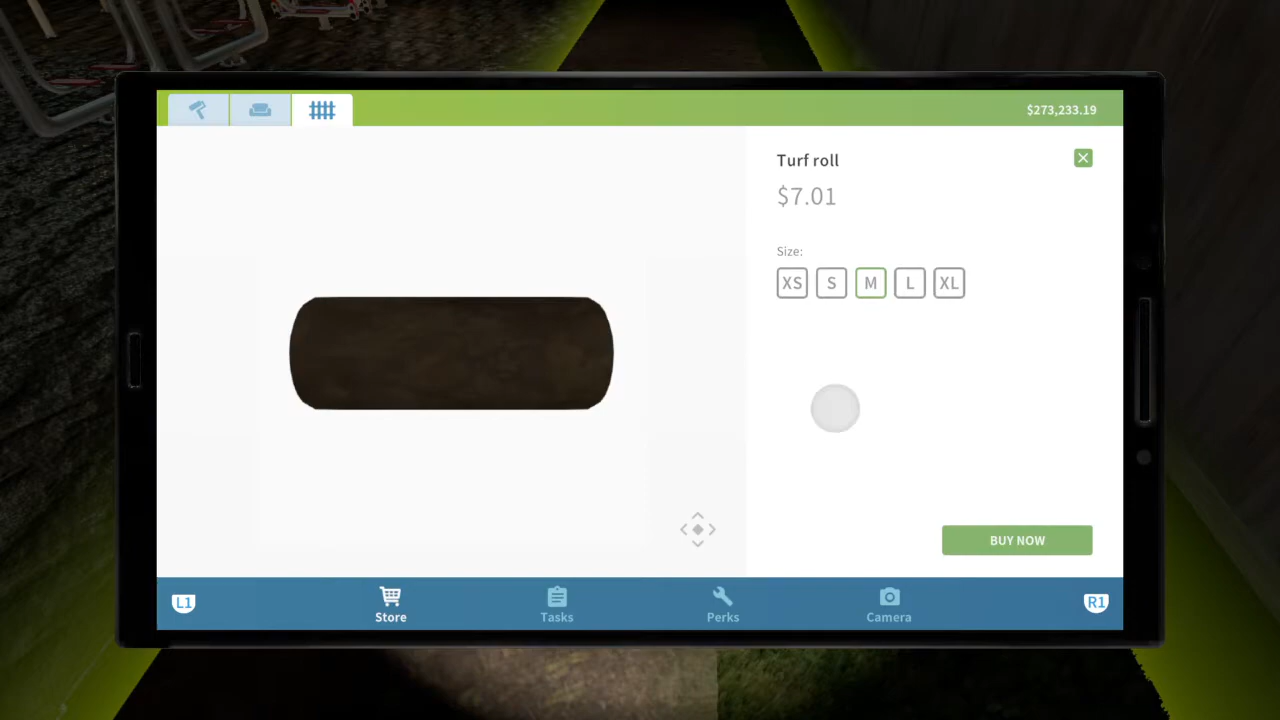 $273,233.19
Turf roll
$7.01
Size:
XS S M L XL
BUY NOW
L1 Store Tasks Perks Camera R1